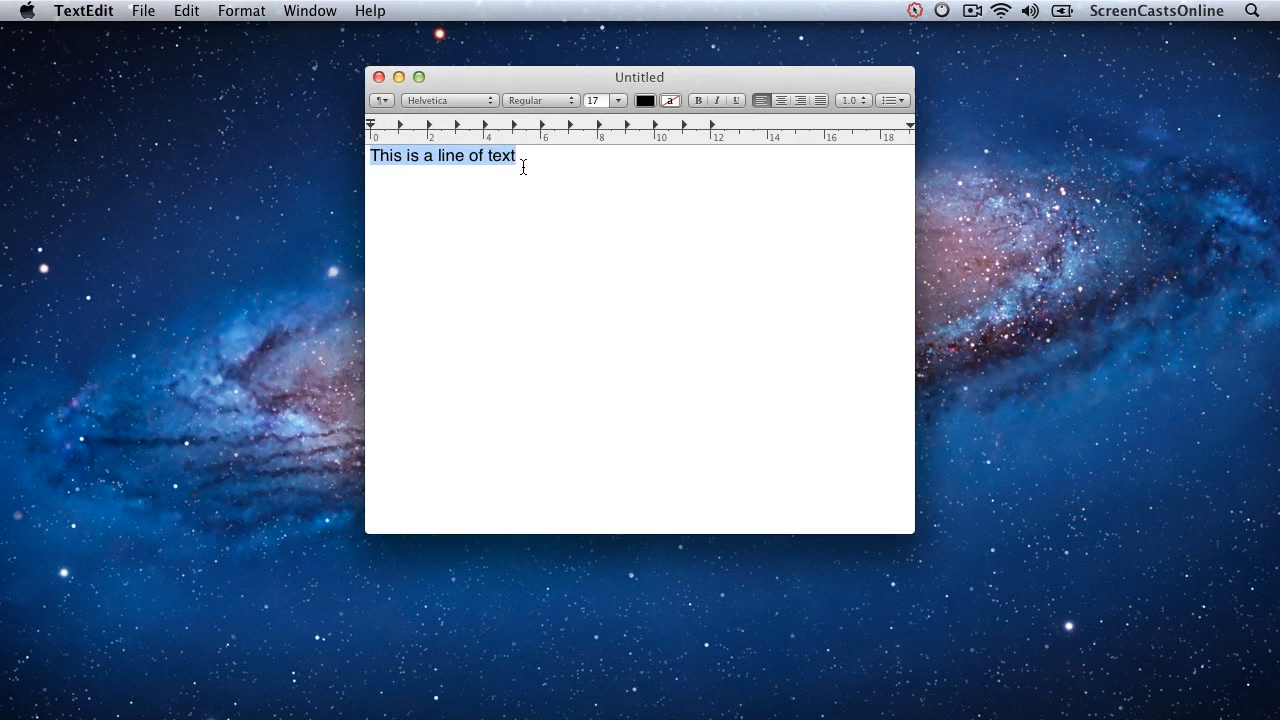 TextEdit File Edit Format Window Help ScreenCastsOnline
Untitled
¶ Helvetica Regular 17 a B I U 1.0
0 2 4 6 8 10 12 14 16 18
This is a line of text